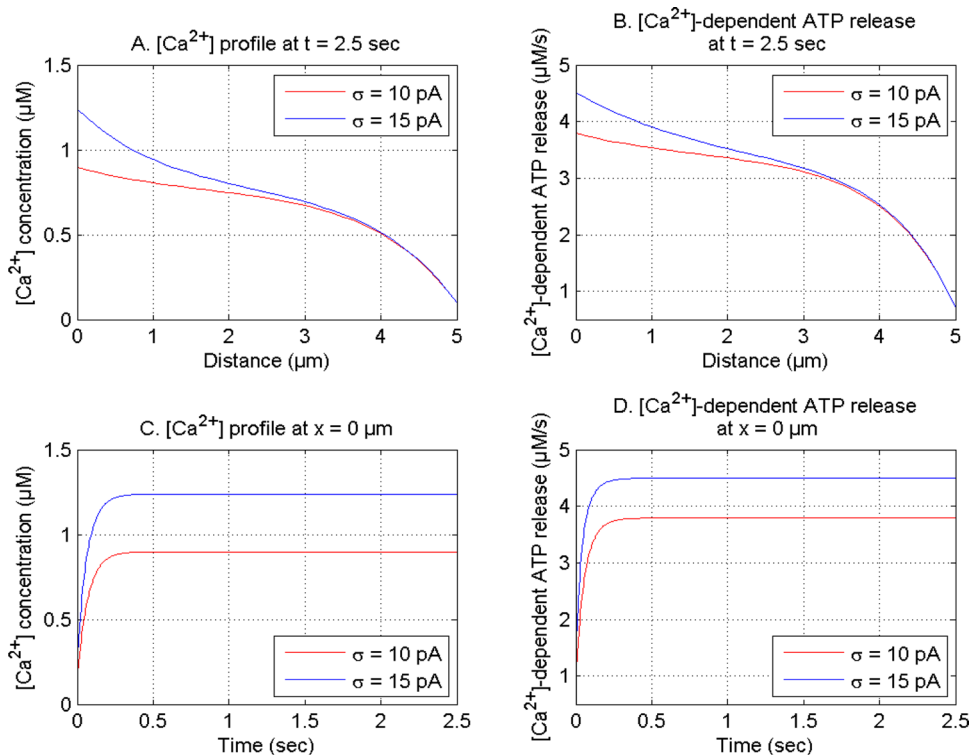 A. [Ca²⁺] profile at t = 2.5 sec
[Ca²⁺] concentration (µM)
1.5
1
0.5
0
σ = 10 pA
σ = 15 pA
0 1 2 3 4 5
Distance (µm)
B. [Ca²⁺]-dependent ATP release
at t = 2.5 sec
[Ca²⁺]-dependent ATP release (µM/s)
5
4
3
2
1
σ = 10 pA
σ = 15 pA
0 1 2 3 4 5
Distance (µm)
C. [Ca²⁺] profile at x = 0 µm
[Ca²⁺] concentration (µM)
1.5
1
0.5
0
σ = 10 pA
σ = 15 pA
0 0.5 1 1.5 2 2.5
Time (sec)
D. [Ca²⁺]-dependent ATP release
at x = 0 µm
[Ca²⁺]-dependent ATP release (µM/s)
5
4
3
2
1
σ = 10 pA
σ = 15 pA
0 0.5 1 1.5 2 2.5
Time (sec)